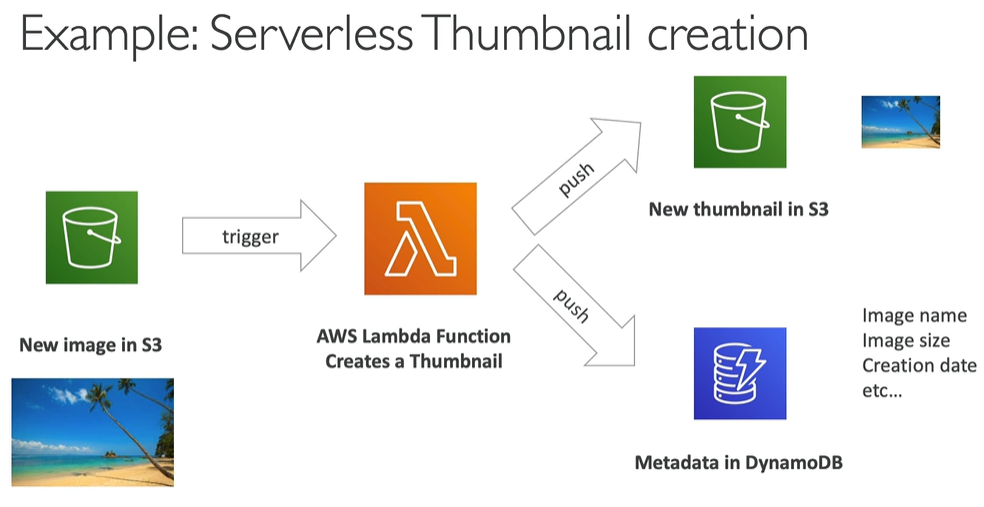 Example: Serverless Thumbnail creation
New image in S3
trigger
AWS Lambda Function
Creates a Thumbnail
push
New thumbnail in S3
push
Metadata in DynamoDB
Image name
Image size
Creation date
etc...